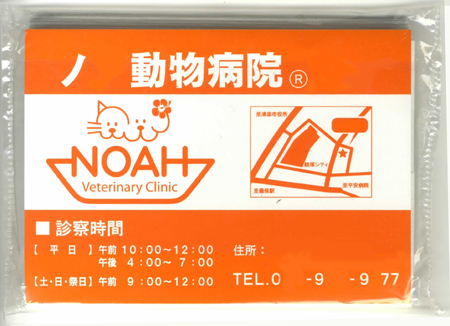 ノ 動物病院 ®
NOAH
Veterinary Clinic
■ 診察時間
【 平 日 】 午前 10:00~12:00
午後 4:00~ 7:00
【土・日・祭日】 午前 9:00~12:00
住所:
TEL.0 -9 -9 77